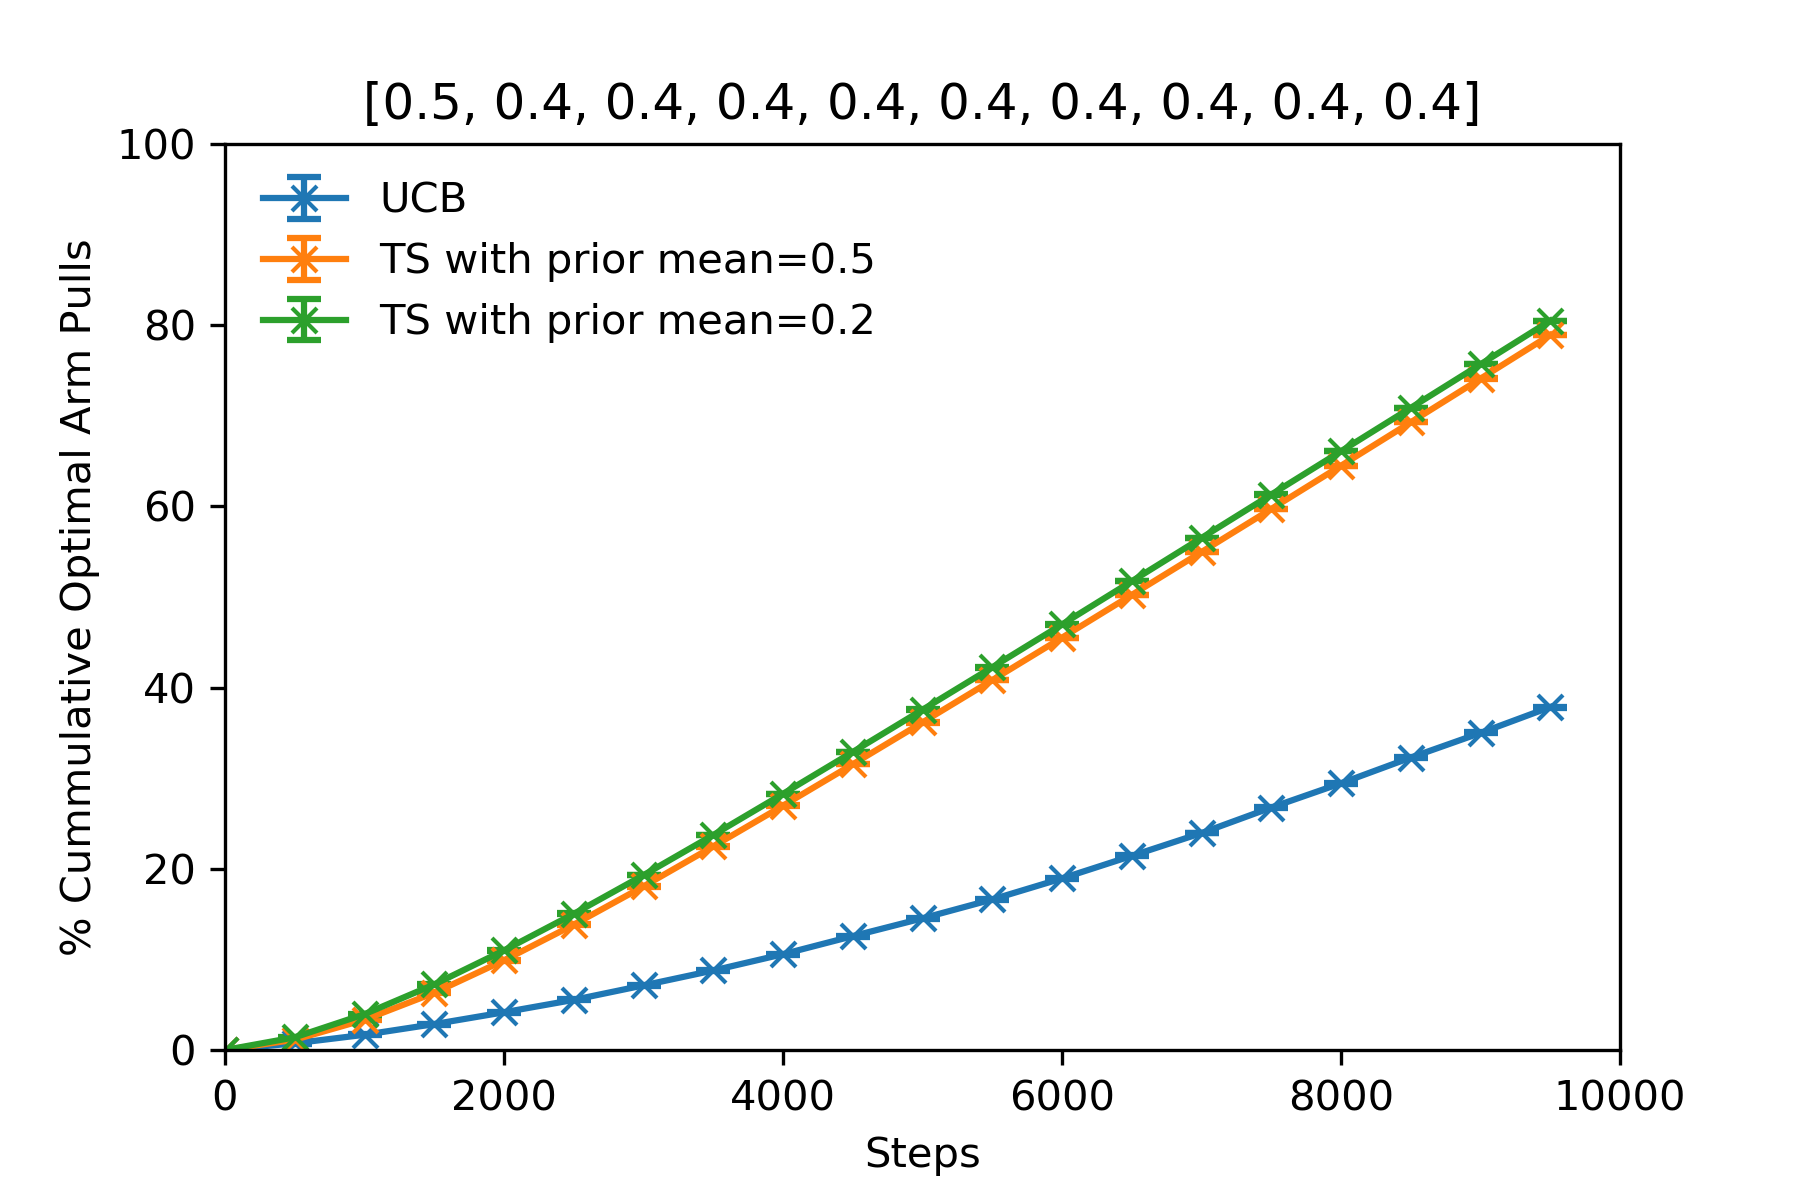 [0.5, 0.4, 0.4, 0.4, 0.4, 0.4, 0.4, 0.4, 0.4, 0.4]
% Cummulative Optimal Arm Pulls
100
80
60
40
20
0
UCB
TS with prior mean=0.5
TS with prior mean=0.2
0 2000 4000 6000 8000 10000
Steps